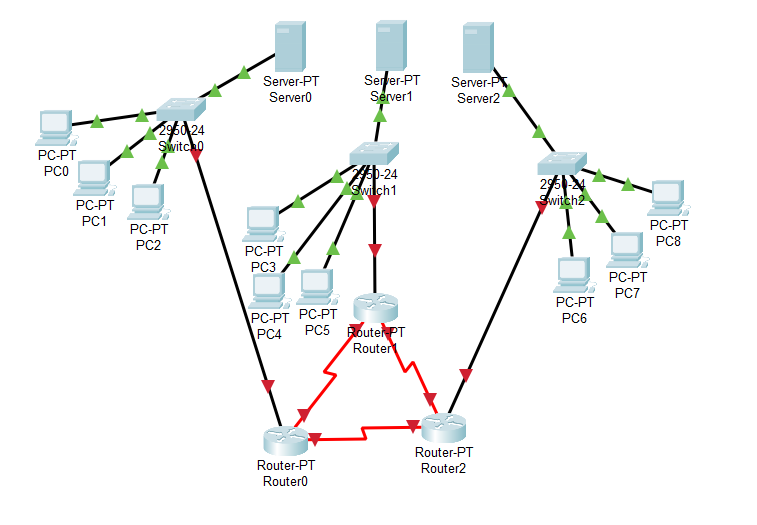 Server-PT
Server0
Server-PT
Server1
Server-PT
Server2
2950-24
Switch0
PC-PT
PC0
PC-PT
PC1
PC-PT
PC2
2950-24
Switch1
2950-24
Switch2
PC-PT
PC3
PC-PT
PC4
PC-PT
PC5
PC-PT
PC8
PC-PT
PC7
PC-PT
PC6
Router-PT
Router1
Router-PT
Router0
Router-PT
Router2